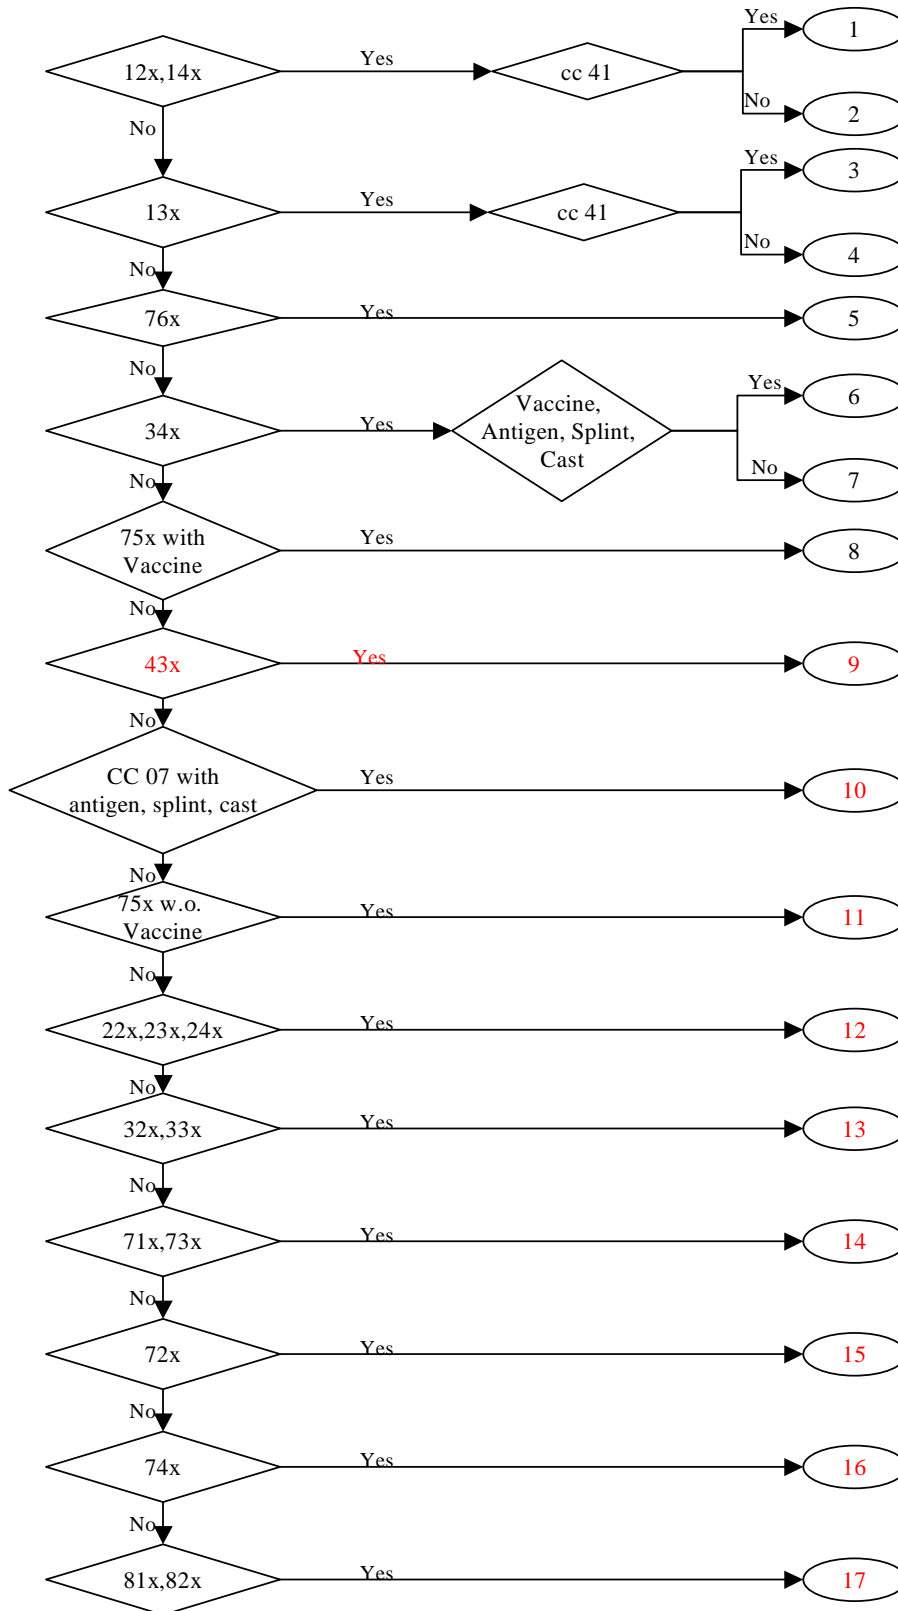 Yes
1
12x,14x
Yes
cc 41
No
2
No
Yes
3
13x
Yes
cc 41
No
4
No
76x
Yes
5
No
34x
Yes
Vaccine,
Antigen, Splint,
Cast
Yes
6
No
7
No
75x with
Vaccine
Yes
8
No
43x
Yes
9
No
CC 07 with
antigen, splint, cast
Yes
10
No
75x w.o.
Vaccine
Yes
11
No
22x,23x,24x
Yes
12
No
32x,33x
Yes
13
No
71x,73x
Yes
14
No
72x
Yes
15
No
74x
Yes
16
No
81x,82x
Yes
17